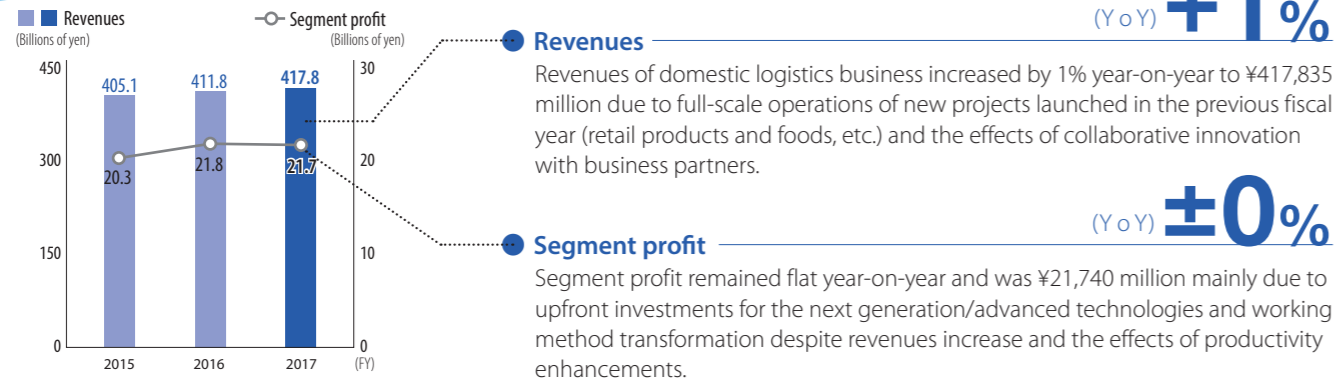 Revenues
Segment profit
(Billions of yen)
(Billions of yen)
450
300
150
0
30
20
10
0
405.1
411.8
417.8
20.3
21.8
21.7
2015
2016
2017
(FY)
(Y o Y) +1%
Revenues
Revenues of domestic logistics business increased by 1% year-on-year to ¥417,835
million due to full-scale operations of new projects launched in the previous fiscal
year (retail products and foods, etc.) and the effects of collaborative innovation
with business partners.
(Y o Y) ±0%
Segment profit
Segment profit remained flat year-on-year and was ¥21,740 million mainly due to
upfront investments for the next generation/advanced technologies and working
method transformation despite revenues increase and the effects of productivity
enhancements.